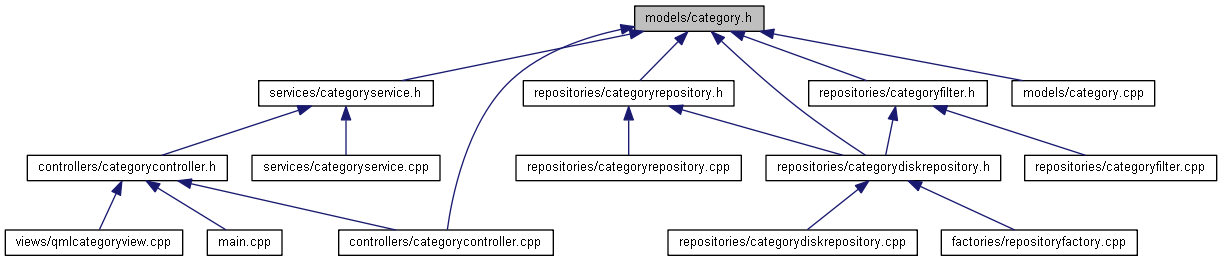 models/category.h
services/categoryservice.h
repositories/categoryrepository.h
repositories/categoryfilter.h
models/category.cpp
controllers/categorycontroller.h
services/categoryservice.cpp
repositories/categoryrepository.cpp
repositories/categorydiskrepository.h
repositories/categoryfilter.cpp
views/qmlcategoryview.cpp
main.cpp
controllers/categorycontroller.cpp
repositories/categorydiskrepository.cpp
factories/repositoryfactory.cpp